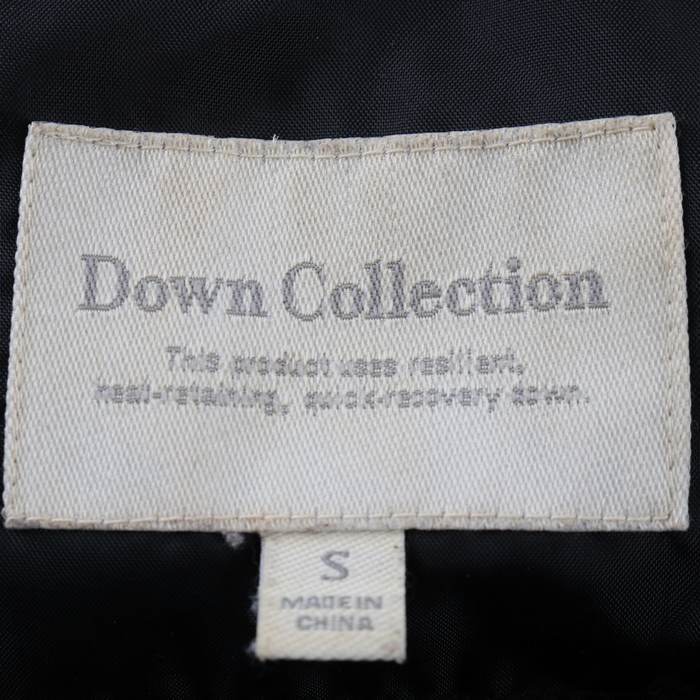 Down Collection
This product uses resilient,
heat-retaining, quick-recovery down.
S
MADE IN
CHINA